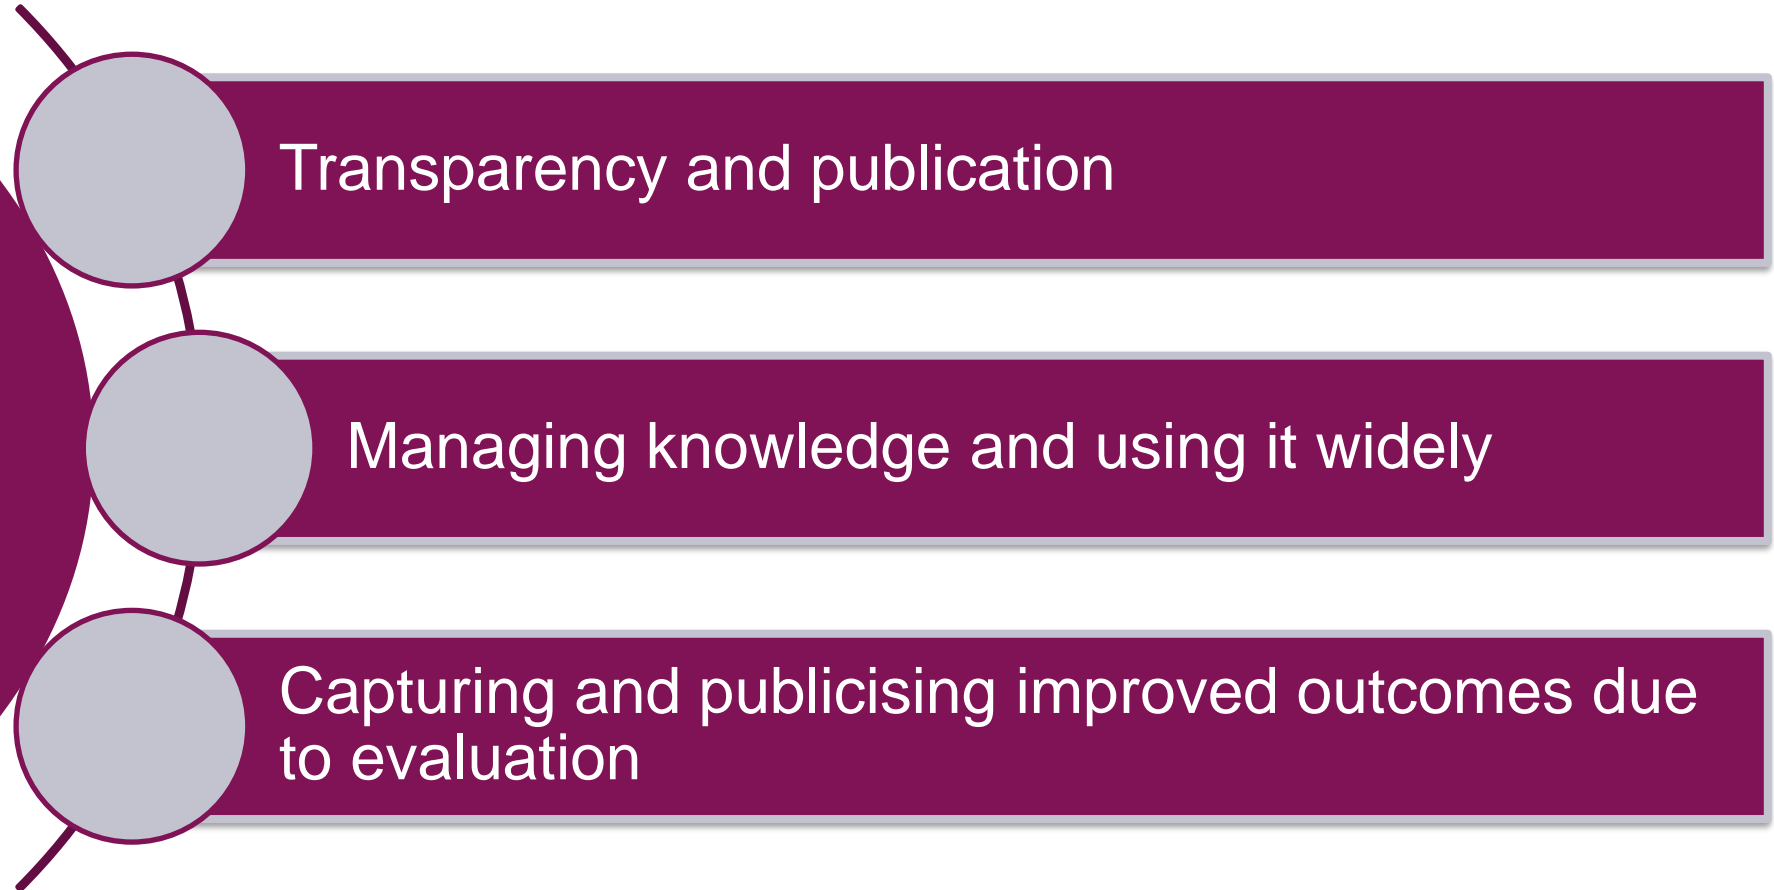 Transparency and publication
Managing knowledge and using it widely
Capturing and publicising improved outcomes due
to evaluation